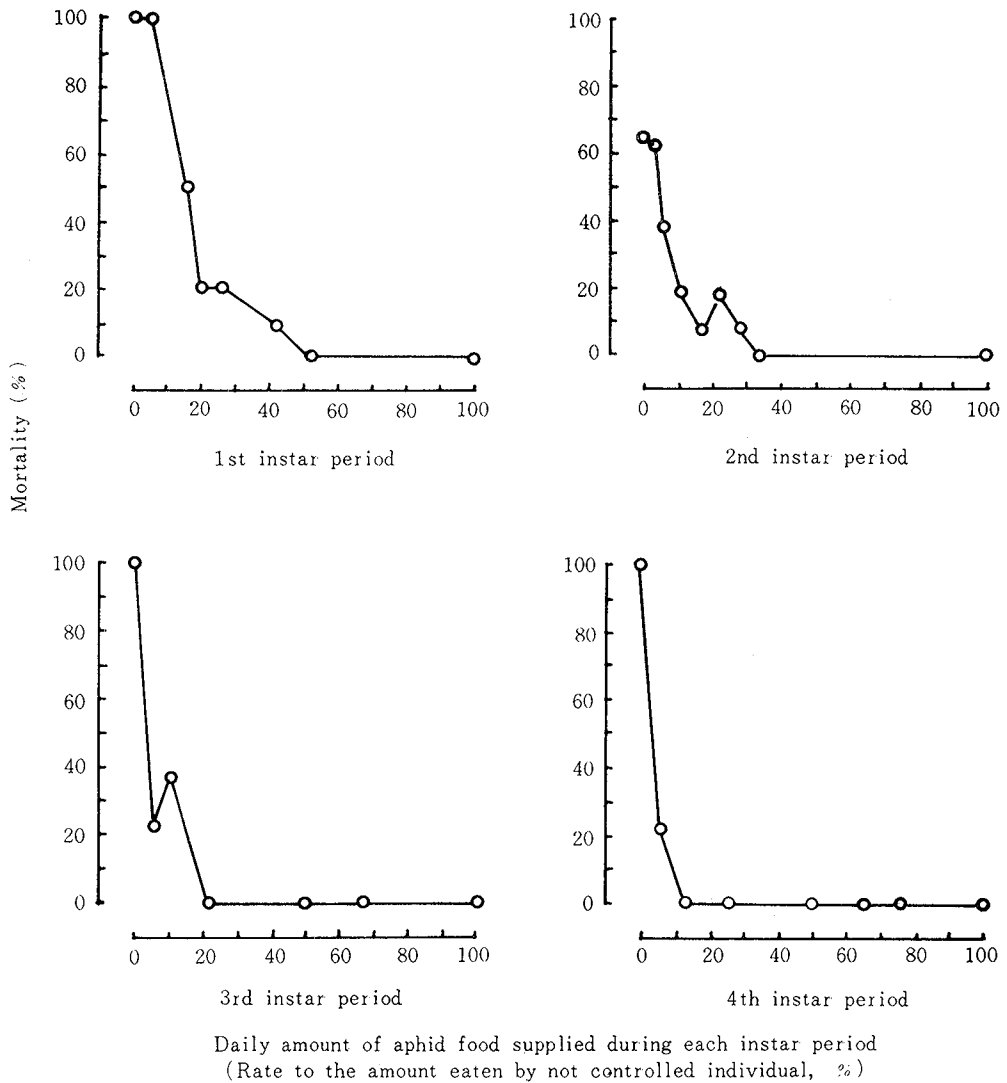 Mortality (%)
100
80
60
40
20
0
0 20 40 60 80 100
1st instar period
100
80
60
40
20
0
0 20 40 60 80 100
2nd instar period
100
80
60
40
20
0
0 20 40 60 80 100
3rd instar period
100
80
60
40
20
0
0 20 40 60 80 100
4th instar period
Daily amount of aphid food supplied during each instar period
(Rate to the amount eaten by not controlled individual, %)